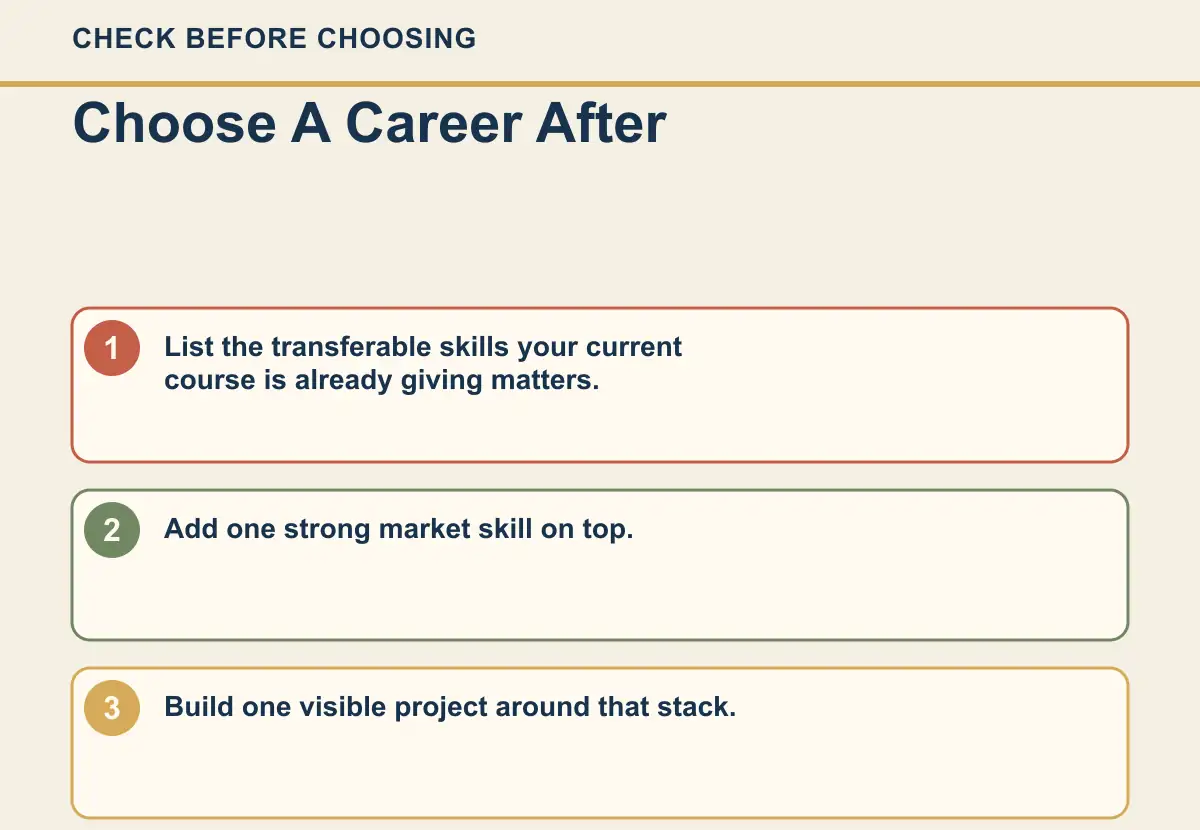 CHECK BEFORE CHOOSING
Choose A Career After
1
List the transferable skills your current
course is already giving matters.
2
Add one strong market skill on top.
3
Build one visible project around that stack.